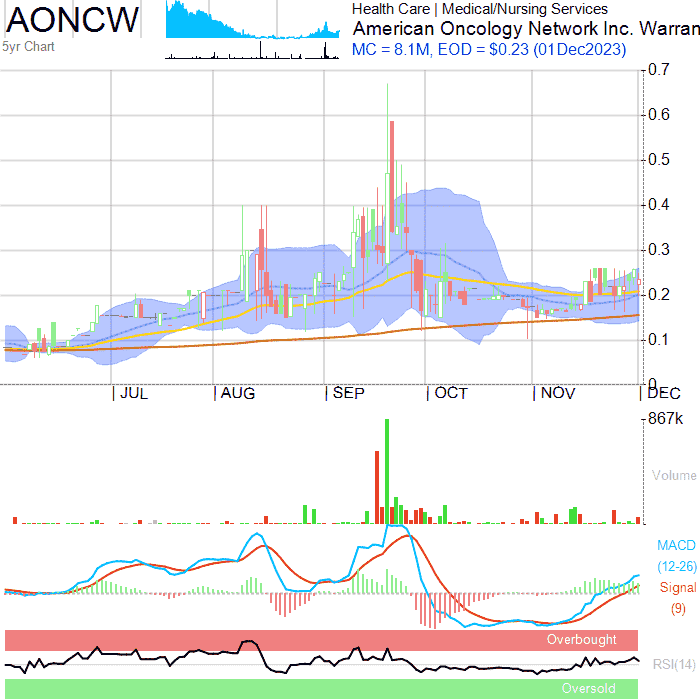 AONCW
5yr Chart
Health Care | Medical/Nursing Services
American Oncology Network Inc. Warran
MC = 8.1M, EOD = $0.23 (01Dec2023)
0.7
0.6
0.5
0.4
0.3
0.2
0.1
0
JUL AUG SEP OCT NOV DEC
867k
Volume
MACD
(12-26)
Signal
(9)
Overbought
RSI(14)
Oversold